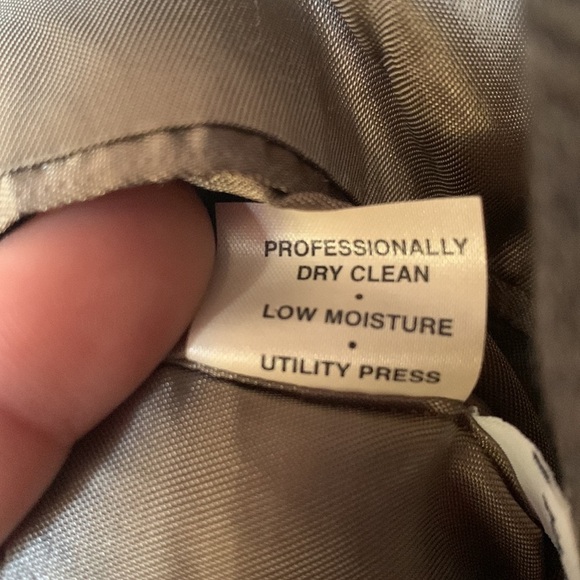 PROFESSIONALLY
DRY CLEAN
•
LOW MOISTURE
•
UTILITY PRESS